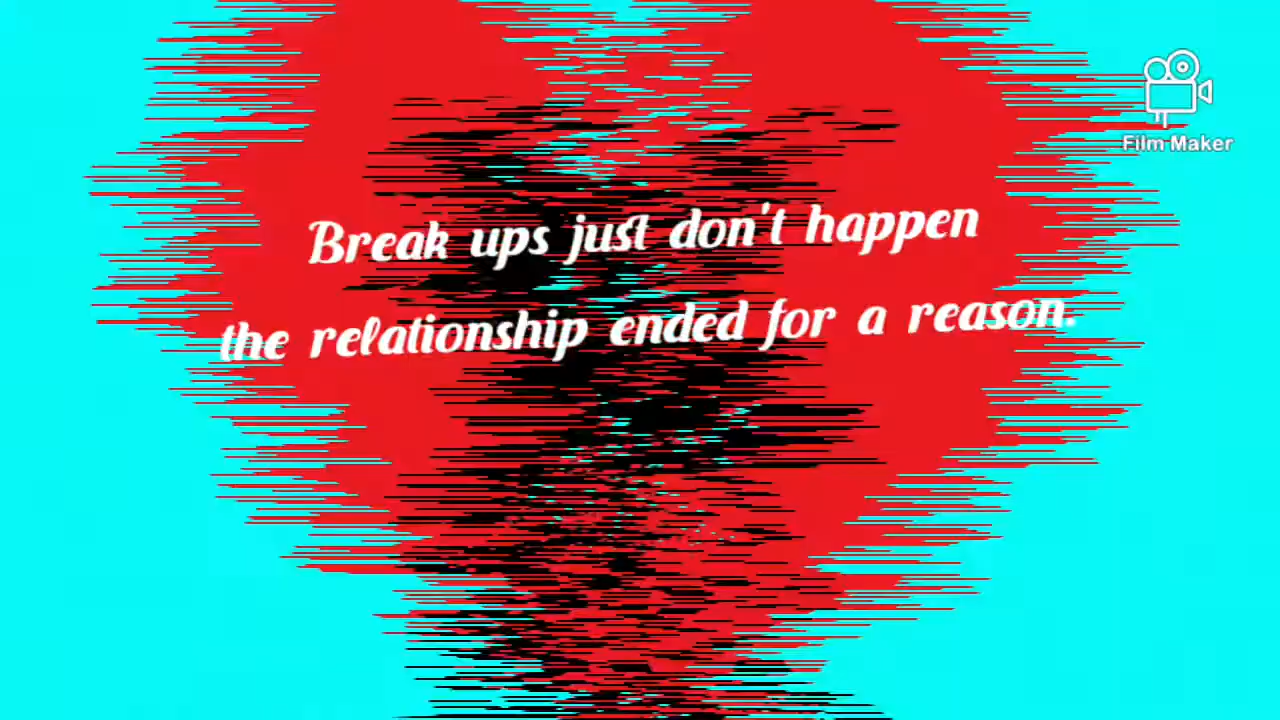 Film Maker
Break ups just don't happen
the relationship ended for a reason.